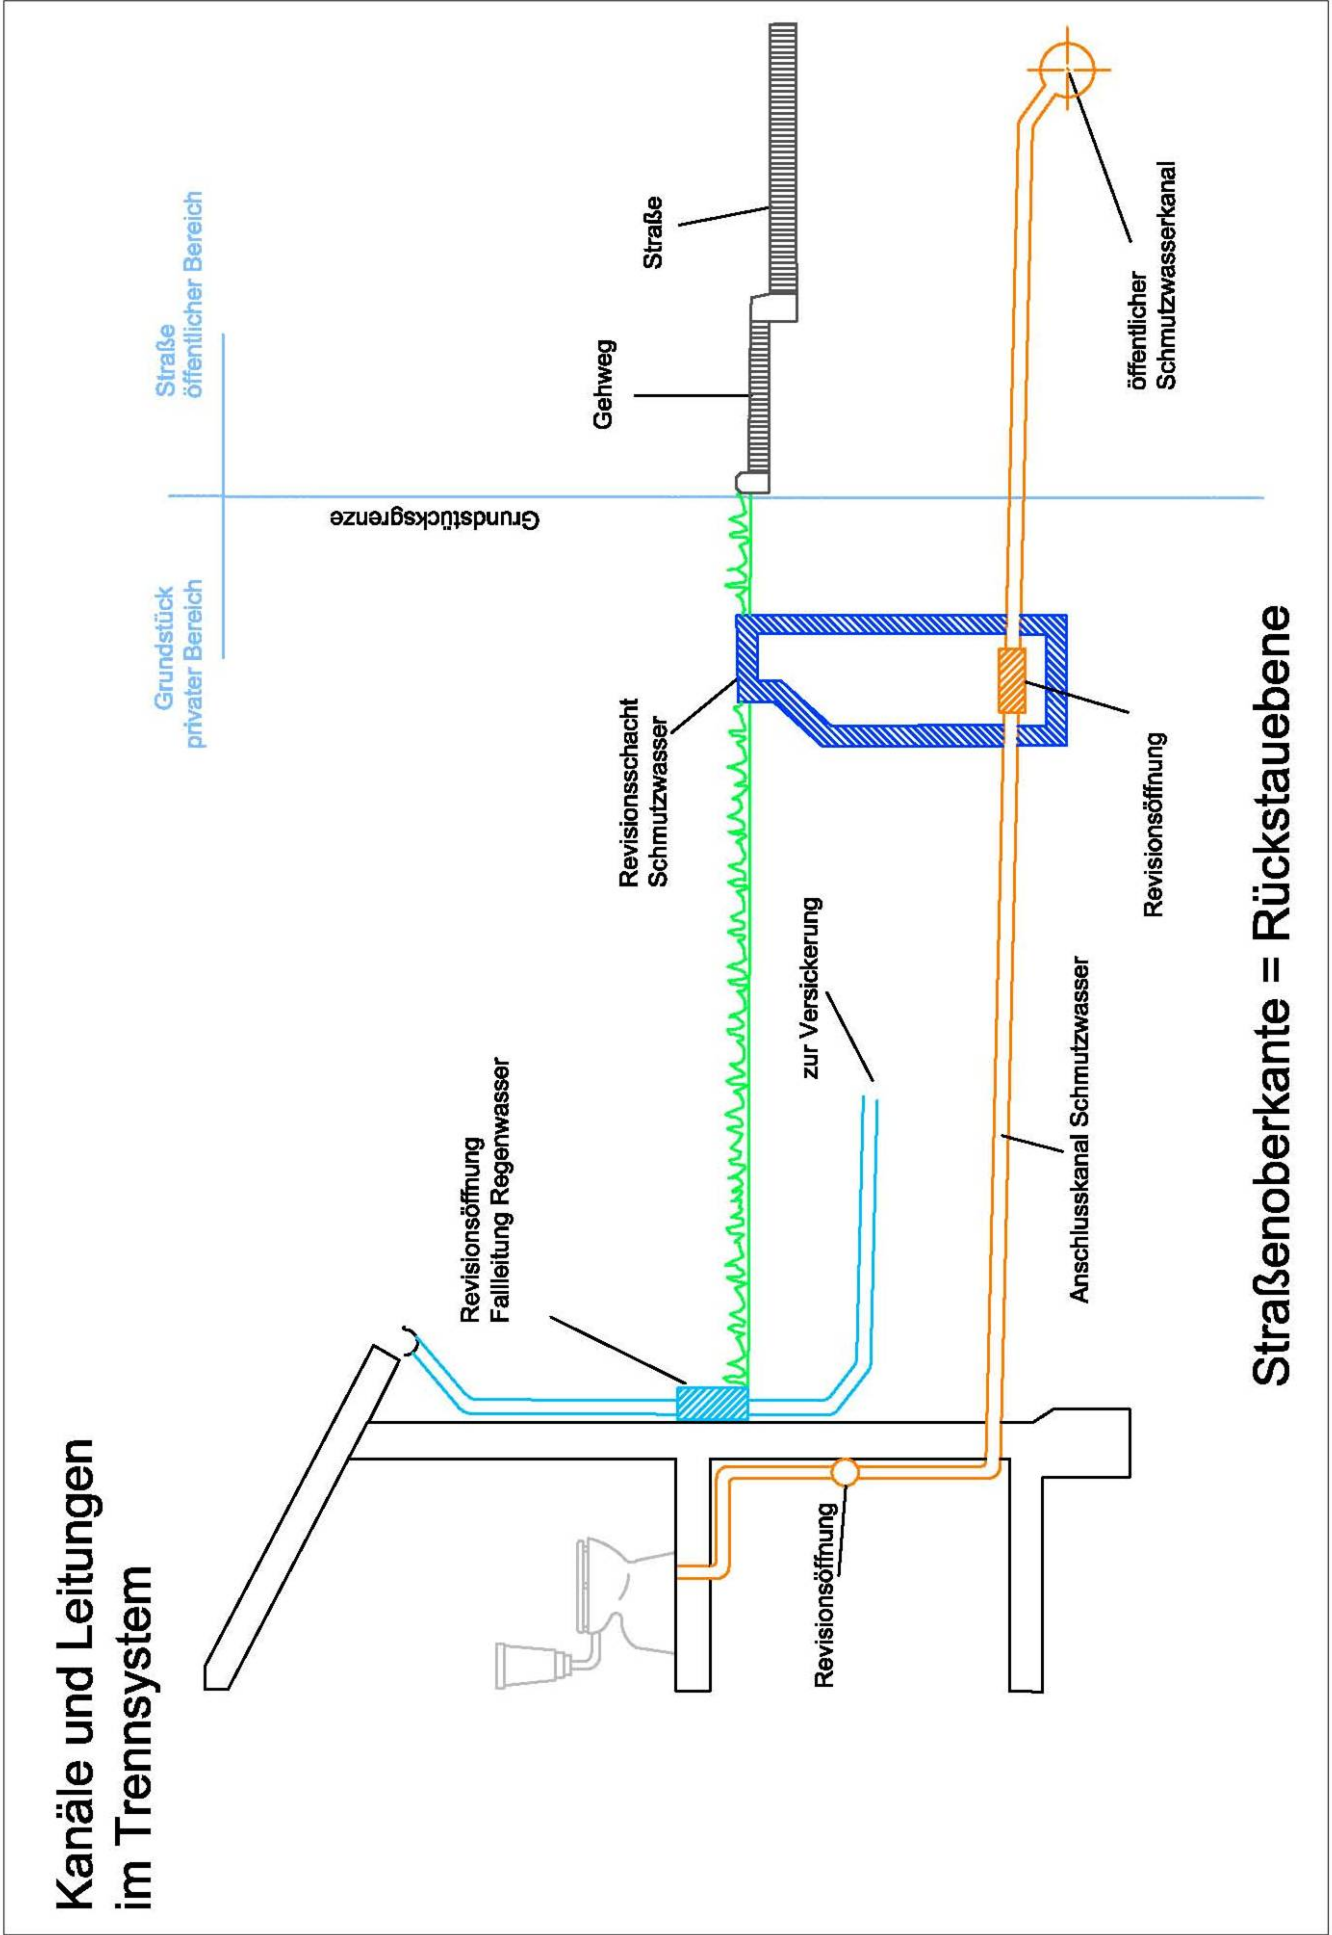 Kanäle und Leitungen
im Trennsystem
Grundstück
privater Bereich
Straße
öffentlicher Bereich
Grundstücksgrenze
Revisionsöffnung
Fallleitung Regenwasser
Revisionsschacht
Schmutzwasser
Gehweg
Straße
zur Versickerung
Revisionsöffnung
Anschlusskanal Schmutzwasser
Revisionsöffnung
öffentlicher
Schmutzwasserkanal
Straßenoberkante = Rückstauebene